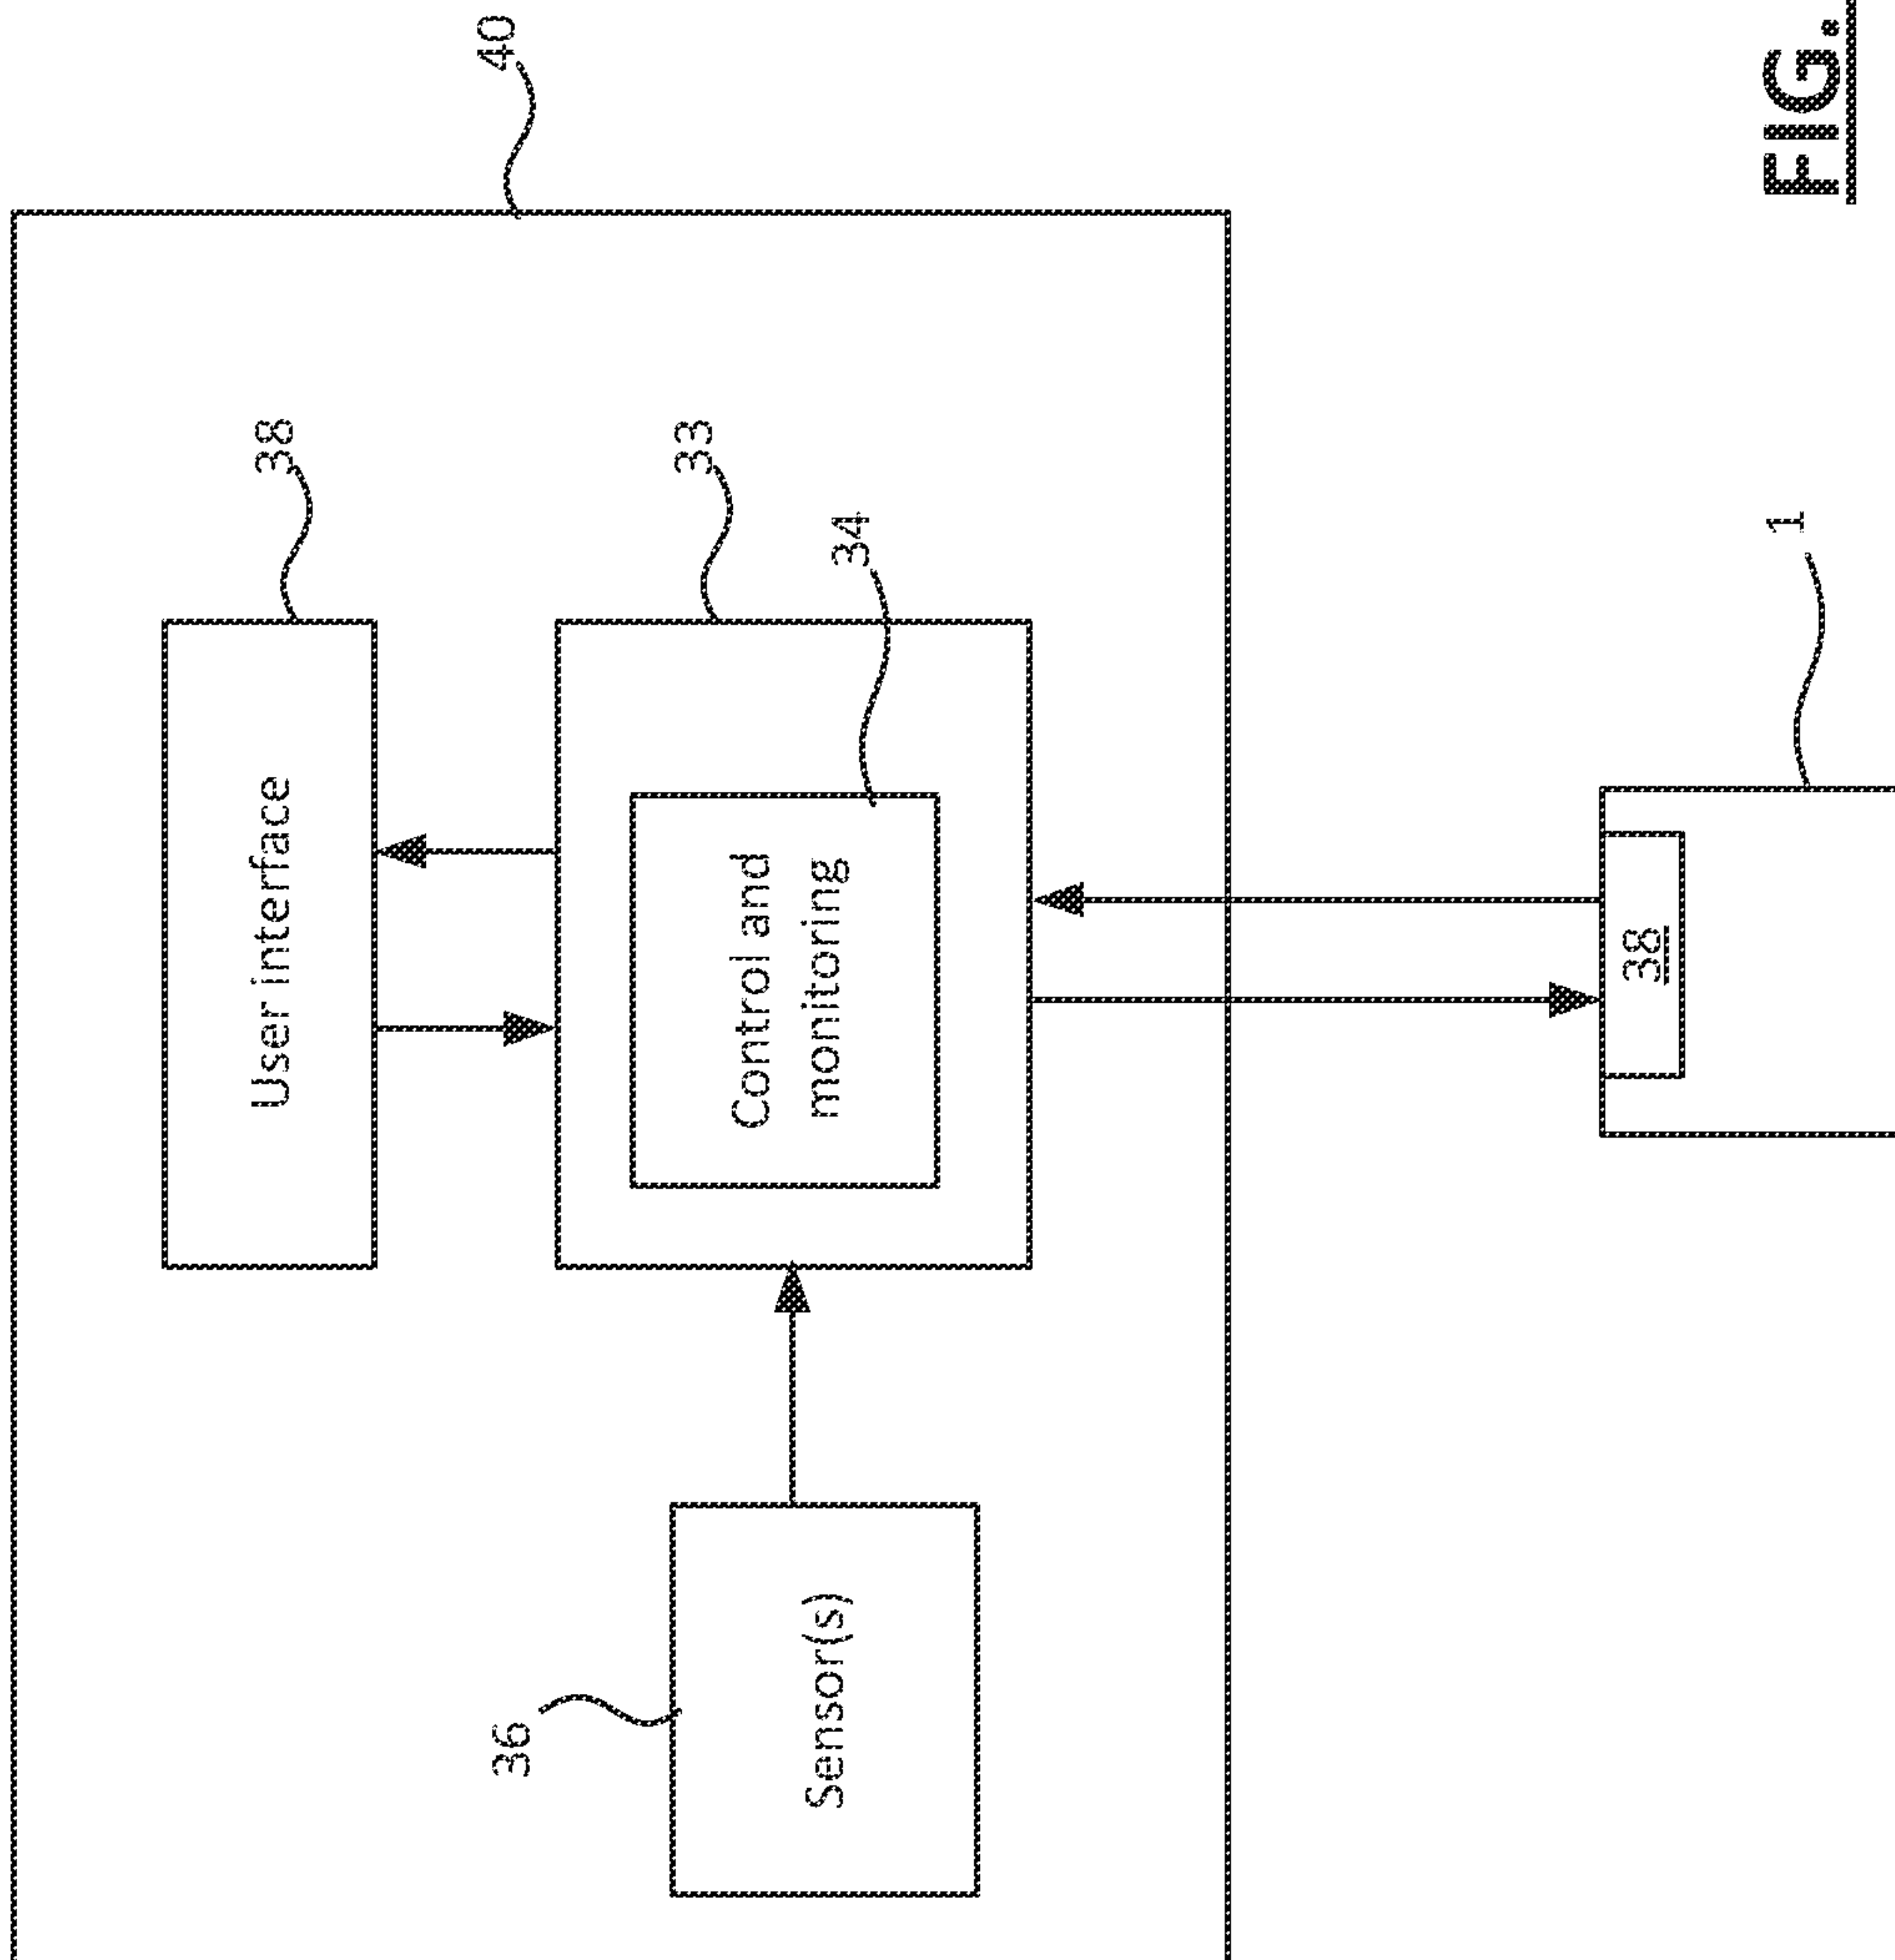 User interface
38
40
36
33
Control and
monitoring
34
Sensor(s)
38
1
FIG.